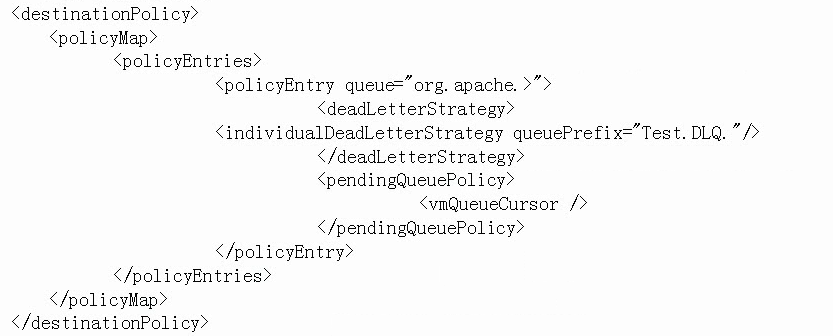 <destinationPolicy>
<policyMap>
<policyEntries>
<policyEntry queue="org.apache.>">
<deadLetterStrategy>
<individualDeadLetterStrategy queuePrefix="Test.DLQ."/>
</deadLetterStrategy>
<pendingQueuePolicy>
<vmQueueCursor />
</pendingQueuePolicy>
</policyEntry>
</policyEntries>
</policyMap>
</destinationPolicy>